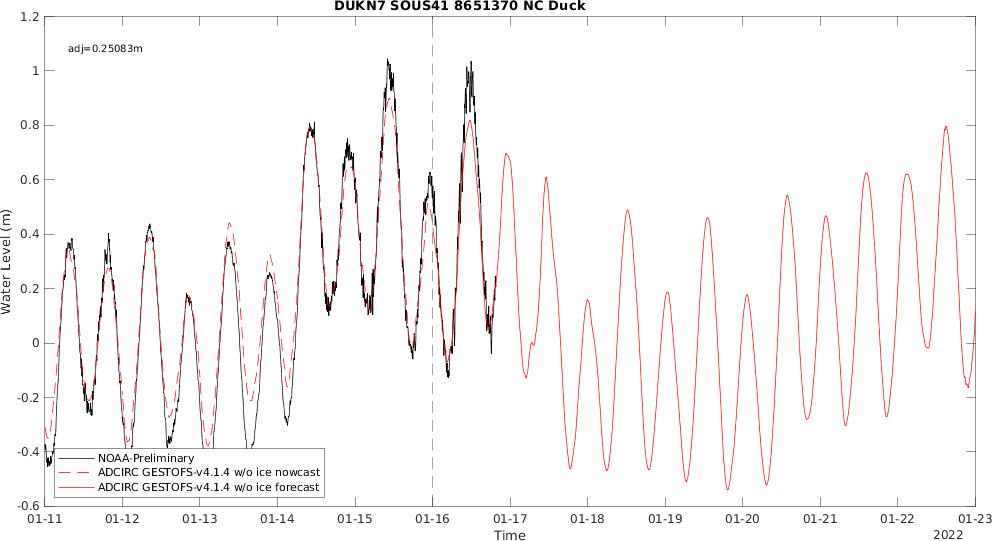 DUKN7 SOUS41 8651370 NC Duck
adj=0.25083m
1.2
1
0.8
0.6
0.4
0.2
0
-0.2
-0.4
-0.6
Water Level (m)
NOAA-Preliminary
ADCIRC GESTOFS-v4.1.4 w/o ice nowcast
ADCIRC GESTOFS-v4.1.4 w/o ice forecast
01-11 01-12 01-13 01-14 01-15 01-16 01-17 01-18 01-19 01-20 01-21 01-22 01-23
Time
2022